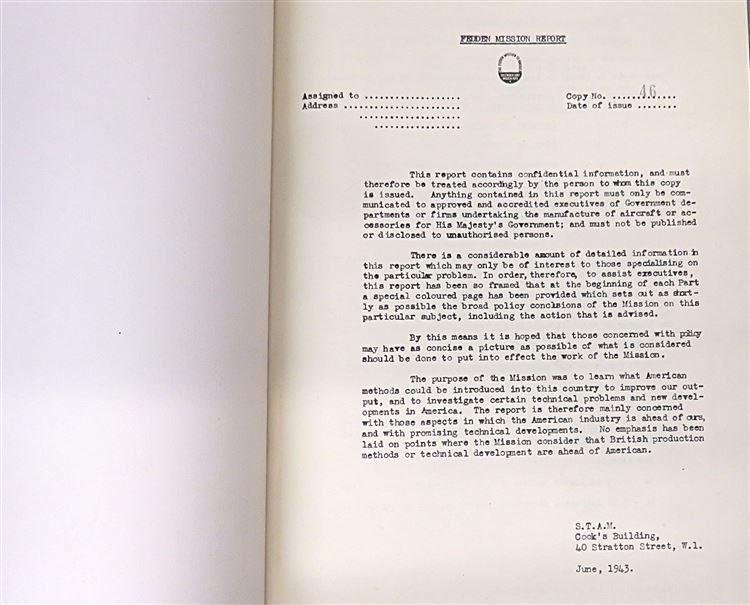 FEDDEN MISSION REPORT
Assigned to ...................
Address .......................
....................
.................
Copy No. ......46....
Date of issue ........
This report contains confidential information, and must
therefore be treated accordingly by the person to whom this copy
is issued. Anything contained in this report must only be com-
municated to approved and accredited executives of Government de-
partments or firms undertaking the manufacture of aircraft or ac-
cessories for His Majesty's Government; and must not be published
or disclosed to unauthorised persons.
There is a considerable amount of detailed information in
this report which may only be of interest to those specialising on
the particular problem. In order, therefore, to assist executives,
this report has been so framed that at the beginning of each Part
a special coloured page has been provided which sets out as short-
ly as possible the broad policy conclsions of the Mission on this
particular subject, including the action that is advised.
By this means it is hoped that those concerned with policy
may have as concise a picture as possible of what is considered
should be done to put into effect the work of the Mission.
The purpose of the Mission was to learn what American
methods could be introduced into this country to improve our out-
put, and to investigate certain technical problems and new devel-
opments in America. The report is therefore mainly concerned
with those aspects in which the American industry is ahead of ours,
and with promising technical developments. No emphasis has been
laid on points where the Mission consider that British production
methods or technical development are ahead of American.
S.T.A.M.
Cook's Building,
40 Stratton Street, W.1.
June, 1943.